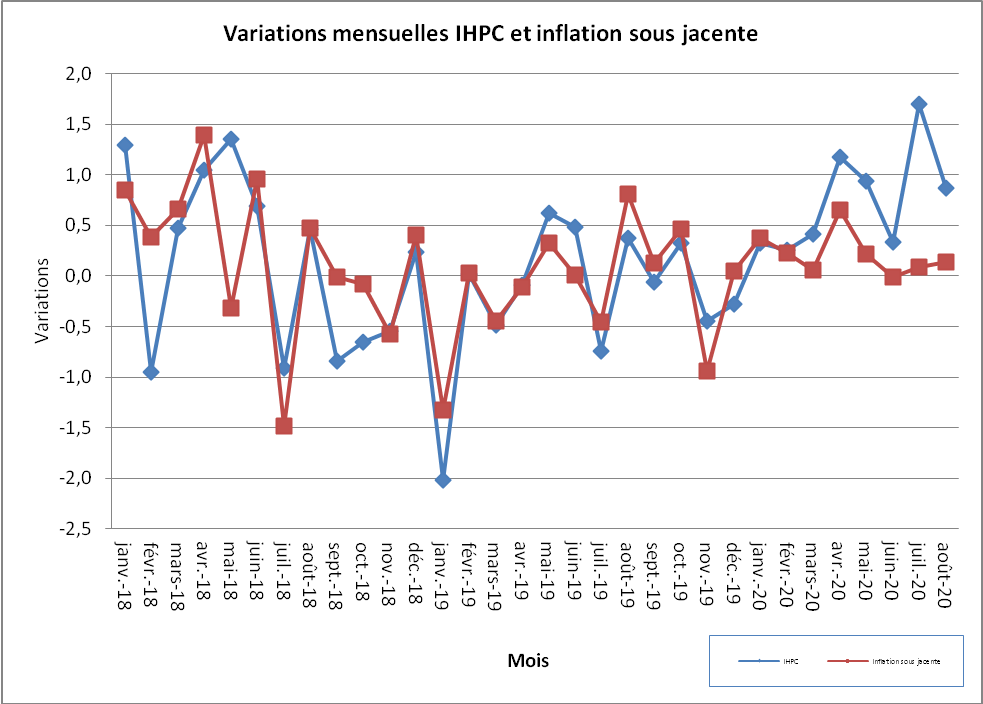 Variations mensuelles IHPC et inflation sous jacente
Variations
2,0
1,5
1,0
0,5
0,0
-0,5
-1,0
-1,5
-2,0
-2,5
janv.-18
févr.-18
mars-18
avr.-18
mai-18
juin-18
juil.-18
août-18
sept.-18
oct.-18
nov.-18
déc.-18
janv.-19
févr.-19
mars-19
avr.-19
mai-19
juin-19
juil.-19
août-19
sept.-19
oct.-19
nov.-19
déc.-19
janv.-20
févr.-20
mars-20
avr.-20
mai-20
juin-20
juil.-20
août-20
Mois
IHPC
Inflation sous jacente